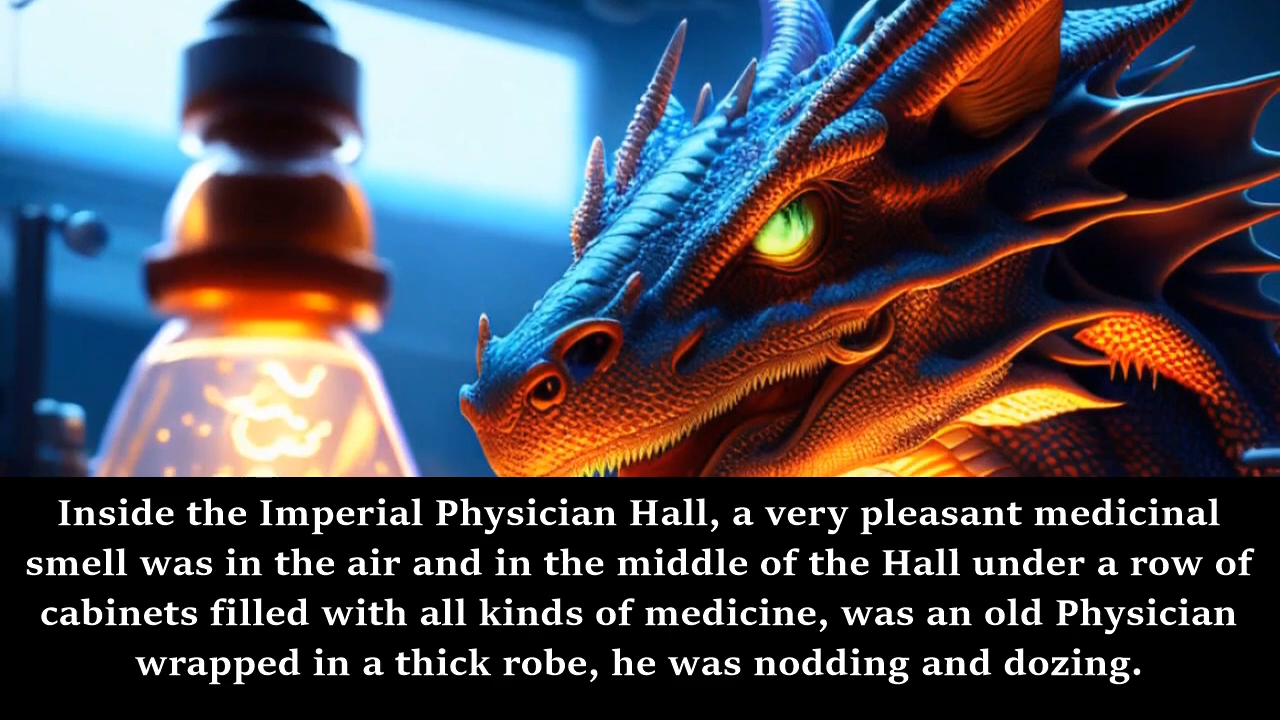 Inside the Imperial Physician Hall, a very pleasant medicinal
smell was in the air and in the middle of the Hall under a row of
cabinets filled with all kinds of medicine, was an old Physician
wrapped in a thick robe, he was nodding and dozing.